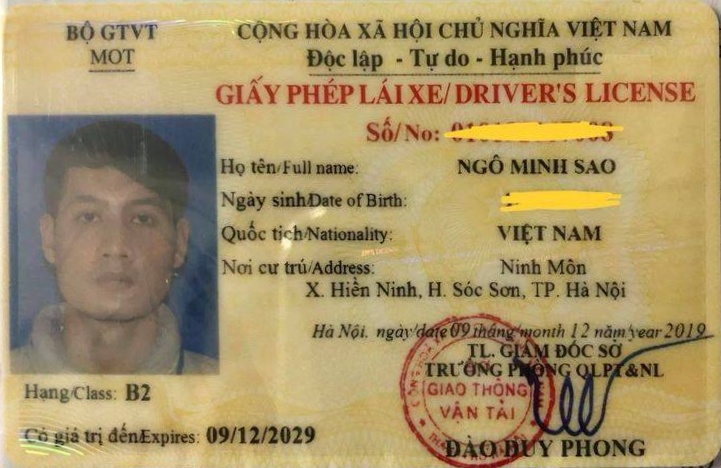 BỘ GTVT
MOT
CỘNG HÒA XÃ HỘI CHỦ NGHĨA VIỆT NAM
Độc lập - Tự do - Hạnh phúc
GIẤY PHÉP LÁI XE/ DRIVER'S LICENSE
Số/No:
Họ tên/Full name: NGÔ MINH SAO
Ngày sinh/Date of Birth:
Quốc tịch/Nationality: VIỆT NAM
Nơi cư trú/Address: Ninh Môn
X. Hiền Ninh, H. Sóc Sơn, TP. Hà Nội
Hà Nội, ngày/date 09 tháng/month 12 năm/year 2019
TL. GIÁM ĐỐC SỞ
TRƯỞNG PHÒNG QLPT&NL
GIAO THÔNG
VẬN TẢI
Hạng/Class: B2
Có giá trị đến/Expires: 09/12/2029
ĐÀO DUY PHONG